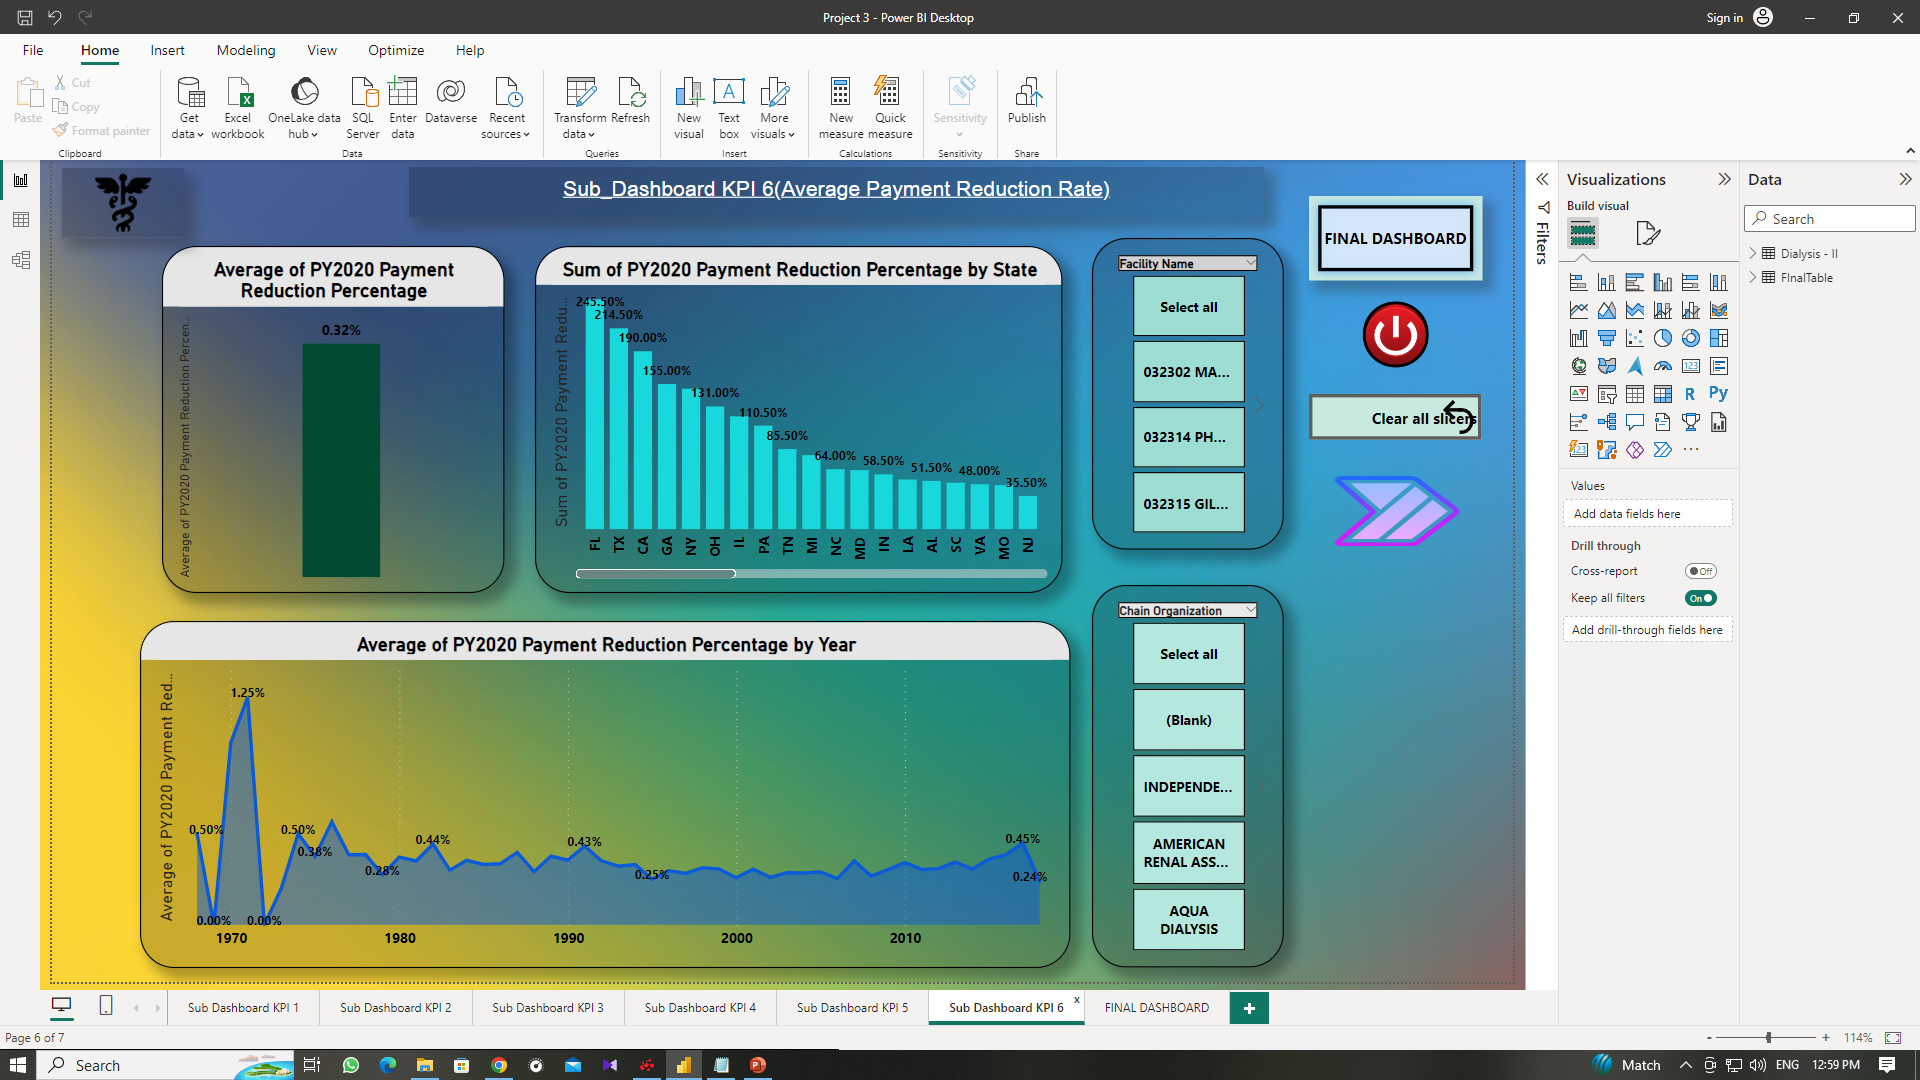 Project 3 - Power BI Desktop
Sign in
File
Home
Insert
Modeling
View
Optimize
Help
Paste
Cut
Copy
Format painter
Clipboard
Get data
Excel workbook
OneLake data hub
SQL Server
Enter data
Dataverse
Recent sources
Data
Transform data
Refresh
Queries
New visual
Text box
More visuals
Insert
New measure
Quick measure
Calculations
Sensitivity
Sensitivity
Publish
Share
Sub_Dashboard KPI 6(Average Payment Reduction Rate)
Average of PY2020 Payment
Reduction Percentage
Average of PY2020 Payment Reduction Percen...
0.32%
Sum of PY2020 Payment Reduction Percentage by State
Sum of PY2020 Payment Redu...
245.50%
214.50%
190.00%
155.00%
131.00%
110.50%
85.50%
64.00%
58.50%
51.50%
48.00%
35.50%
FL
TX
CA
GA
NY
OH
IL
PA
TN
MI
NC
MD
IN
LA
AL
SC
VA
MO
NJ
Average of PY2020 Payment Reduction Percentage by Year
Average of PY2020 Payment Red...
0.50%
0.00%
1.25%
0.00%
0.50%
0.38%
0.28%
0.44%
0.43%
0.25%
0.45%
0.24%
1970
1980
1990
2000
2010
Facility Name
Select all
032302 MA...
032314 PH...
032315 GIL...
Chain Organization
Select all
(Blank)
INDEPENDE...
AMERICAN
RENAL ASS...
AQUA
DIALYSIS
FINAL DASHBOARD
Clear all slicers
Filters
Visualizations
Build visual
123
R
Py
123
Values
Add data fields here
Drill through
Cross-report
Off
Keep all filters
On
Add drill-through fields here
Data
Search
Dialysis - II
FInalTable
Sub Dashboard KPI 1
Sub Dashboard KPI 2
Sub Dashboard KPI 3
Sub Dashboard KPI 4
Sub Dashboard KPI 5
Sub Dashboard KPI 6
x
FINAL DASHBOARD
+
Page 6 of 7
- + 114%
Search
Match
ENG
12:59 PM